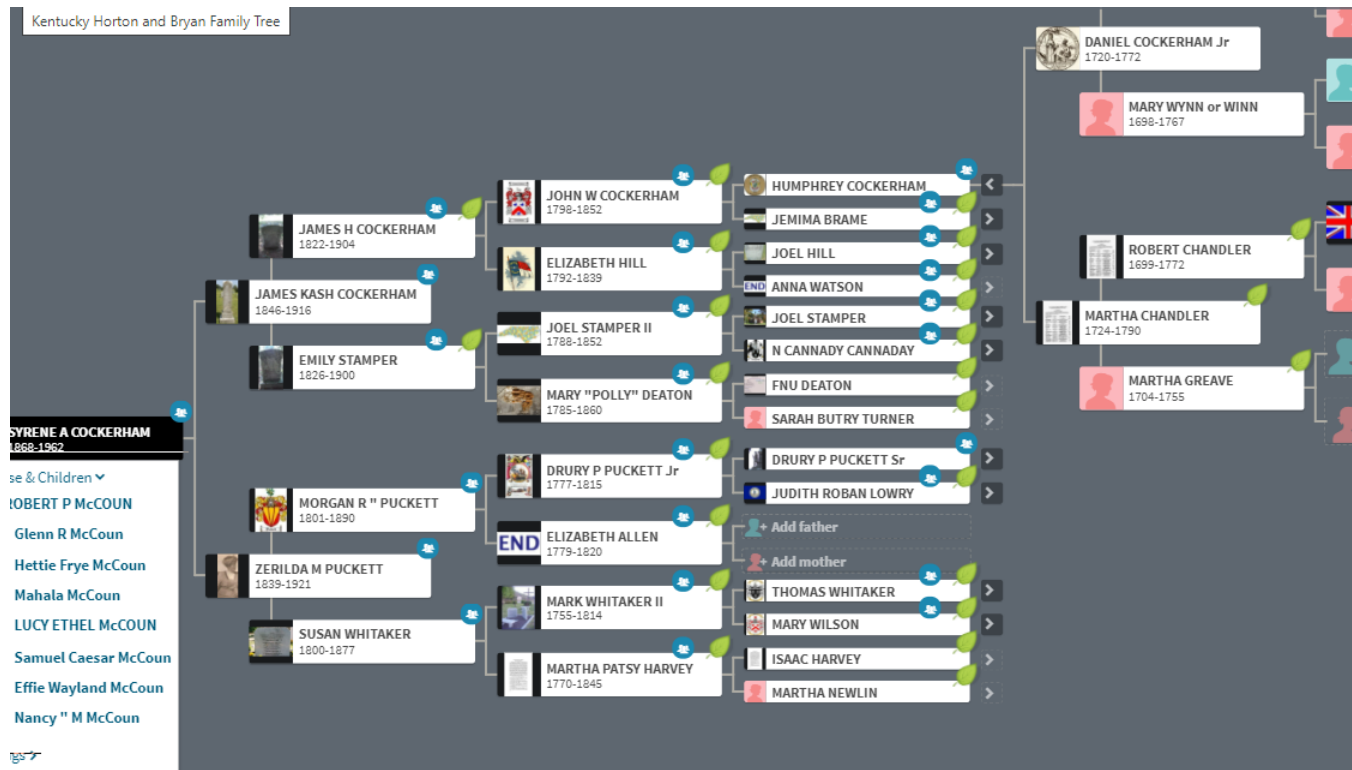 Kentucky Horton and Bryan Family Tree
SYRENE A COCKERHAM
1868-1962
se & Children
ROBERT P McCOUN
Glenn R McCoun
Hettie Frye McCoun
Mahala McCoun
LUCY ETHEL McCOUN
Samuel Caesar McCoun
Effie Wayland McCoun
Nancy " M McCoun
ngs
JAMES KASH COCKERHAM
1846-1916
ZERILDA M PUCKETT
1839-1921
JAMES H COCKERHAM
1822-1904
EMILY STAMPER
1826-1900
MORGAN R " PUCKETT
1801-1890
SUSAN WHITAKER
1800-1877
JOHN W COCKERHAM
1798-1852
ELIZABETH HILL
1792-1839
JOEL STAMPER II
1788-1852
MARY "POLLY" DEATON
1785-1860
DRURY P PUCKETT Jr
1777-1815
END
ELIZABETH ALLEN
1779-1820
MARK WHITAKER II
1755-1814
MARTHA PATSY HARVEY
1770-1845
HUMPHREY COCKERHAM
JEMIMA BRAME
JOEL HILL
END
ANNA WATSON
JOEL STAMPER
N CANNADY CANNADAY
FNU DEATON
SARAH BUTRY TURNER
DRURY P PUCKETT Sr
JUDITH ROBAN LOWRY
Add father
Add mother
THOMAS WHITAKER
MARY WILSON
ISAAC HARVEY
MARTHA NEWLIN
DANIEL COCKERHAM Jr
1720-1772
MARY WYNN or WINN
1698-1767
ROBERT CHANDLER
1699-1772
MARTHA CHANDLER
1724-1790
MARTHA GREAVE
1704-1755